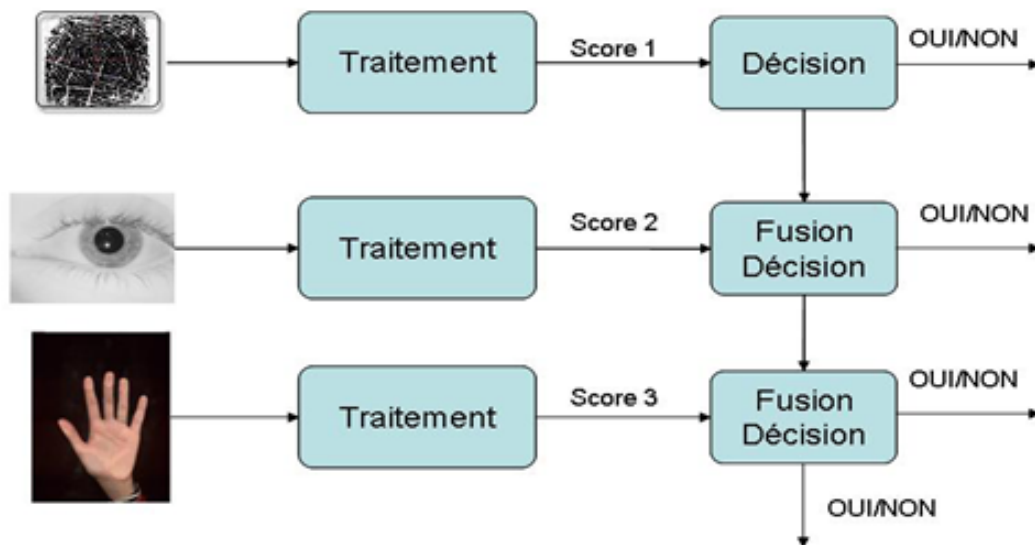 Traitement
Score 1
Décision
OUI/NON
Traitement
Score 2
Fusion
Décision
OUI/NON
Traitement
Score 3
Fusion
Décision
OUI/NON
OUI/NON